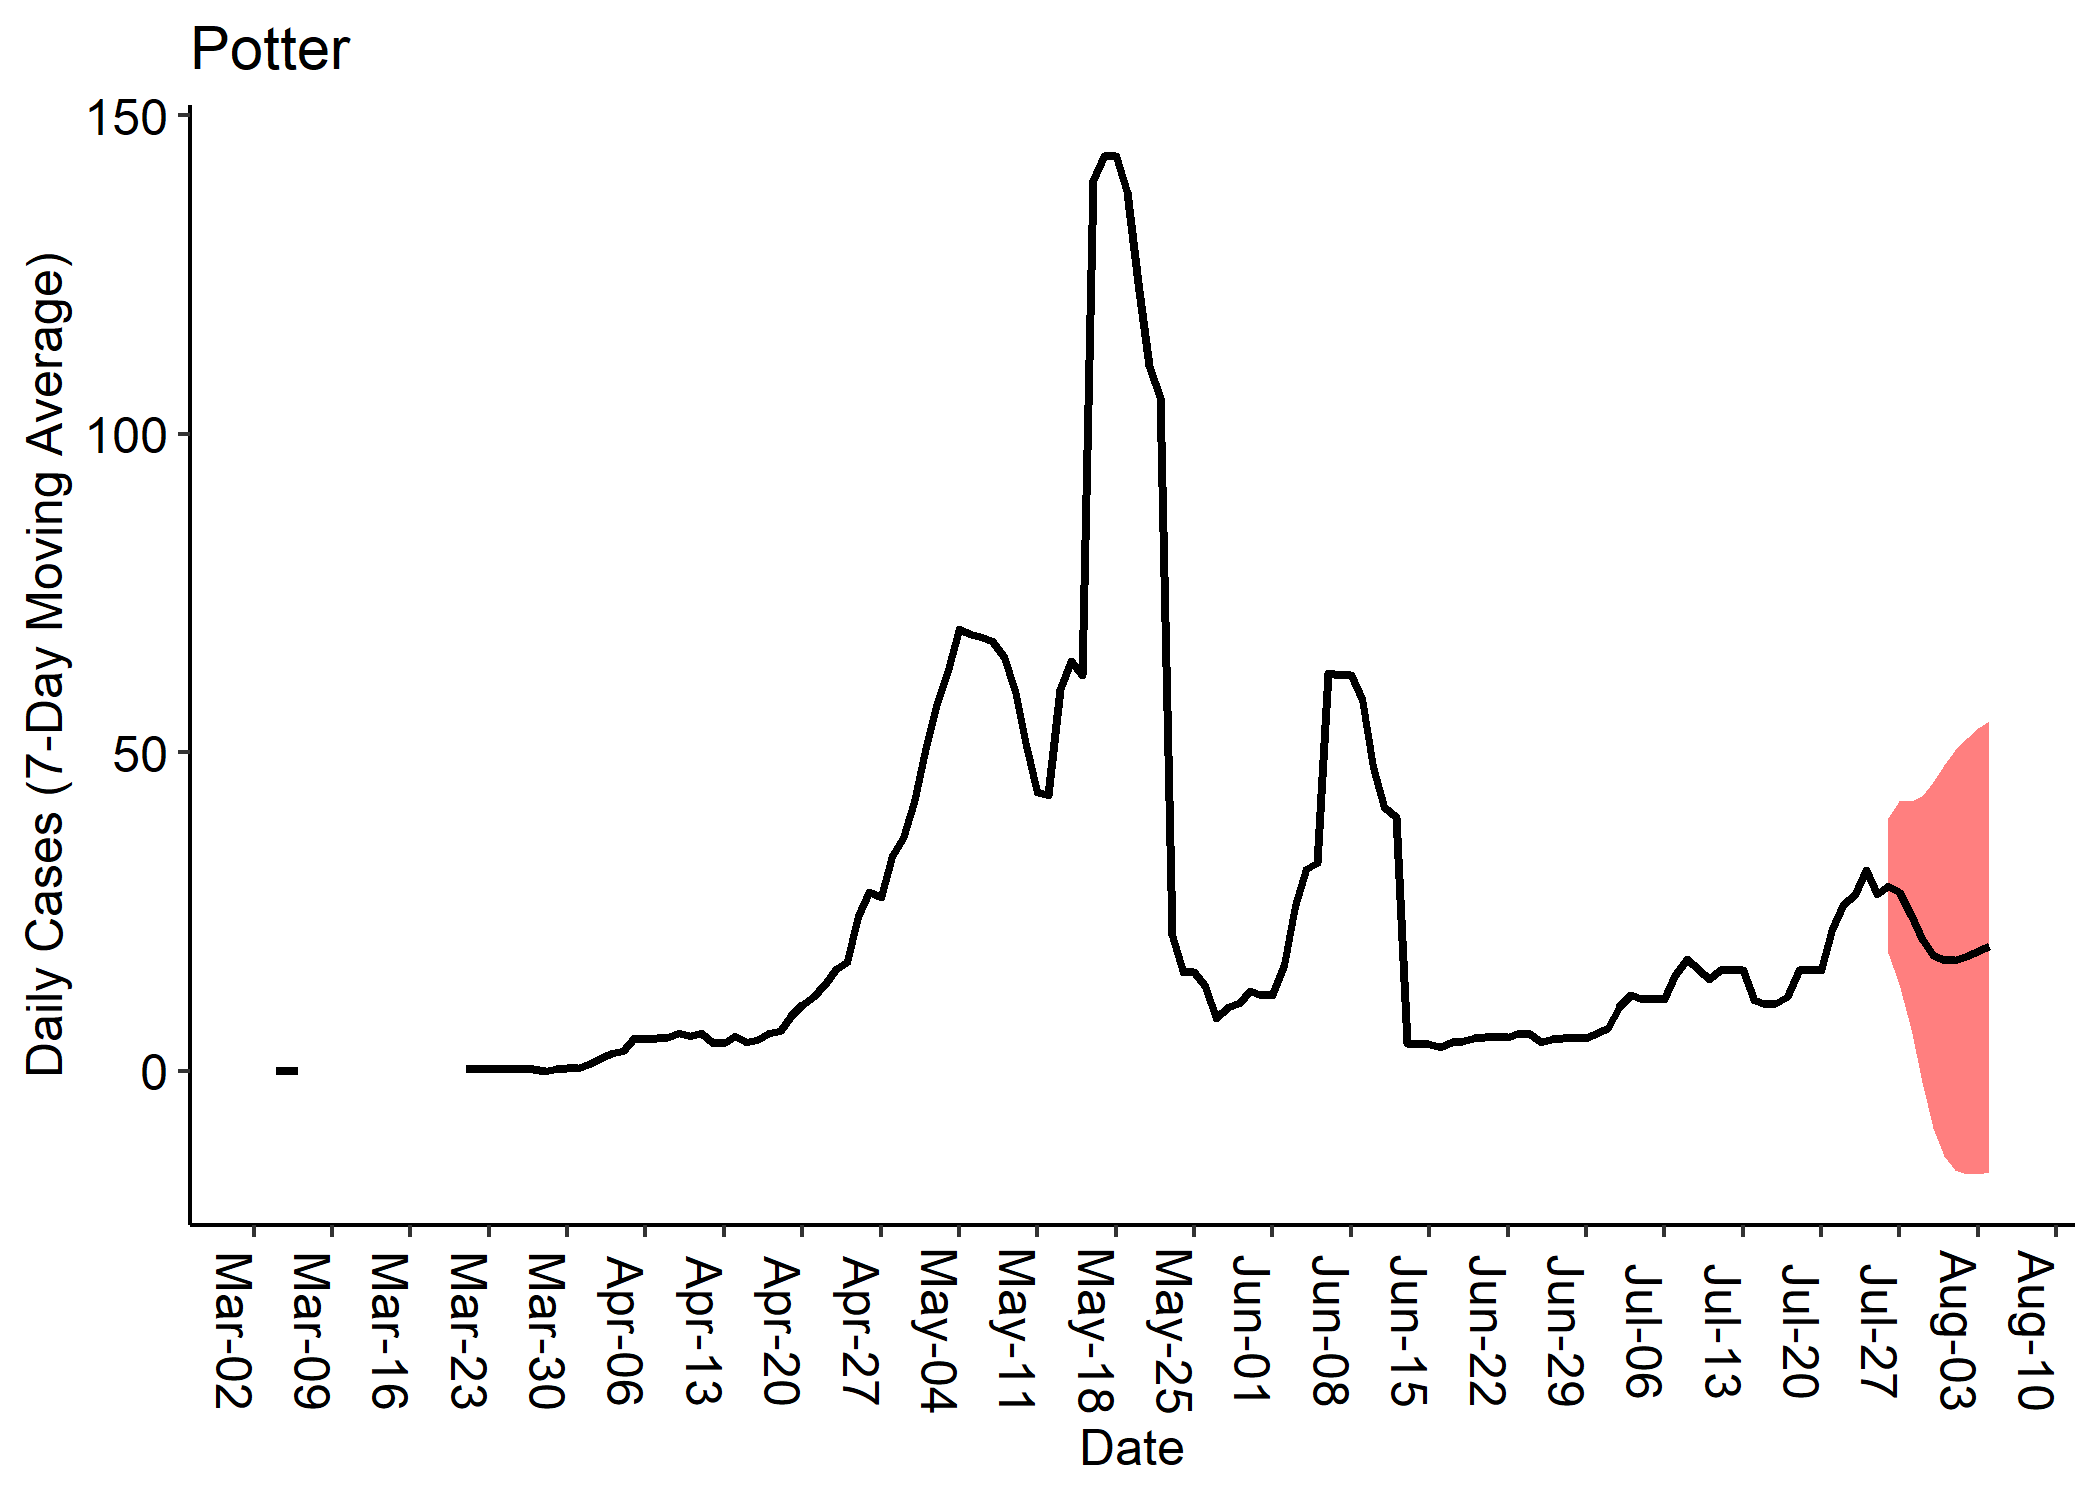 Potter
Daily Cases (7-Day Moving Average)
150
100
50
0
Mar-02
Mar-09
Mar-16
Mar-23
Mar-30
Apr-06
Apr-13
Apr-20
Apr-27
May-04
May-11
May-18
May-25
Jun-01
Jun-08
Jun-15
Jun-22
Jun-29
Jul-06
Jul-13
Jul-20
Jul-27
Aug-03
Aug-10
Date